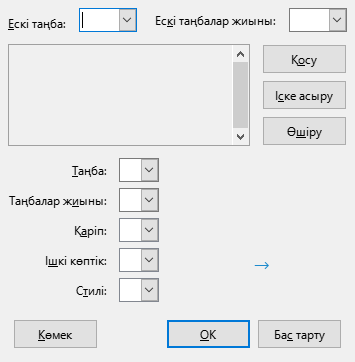 Ескі таңба: Ескі таңбалар жиыны:
Қосу
Іске асыру
Өшіру
Таңба:
Таңбалар жиыны:
Қаріп:
Ішкі көптік:
→
Стилі:
Көмек OK Бас тарту